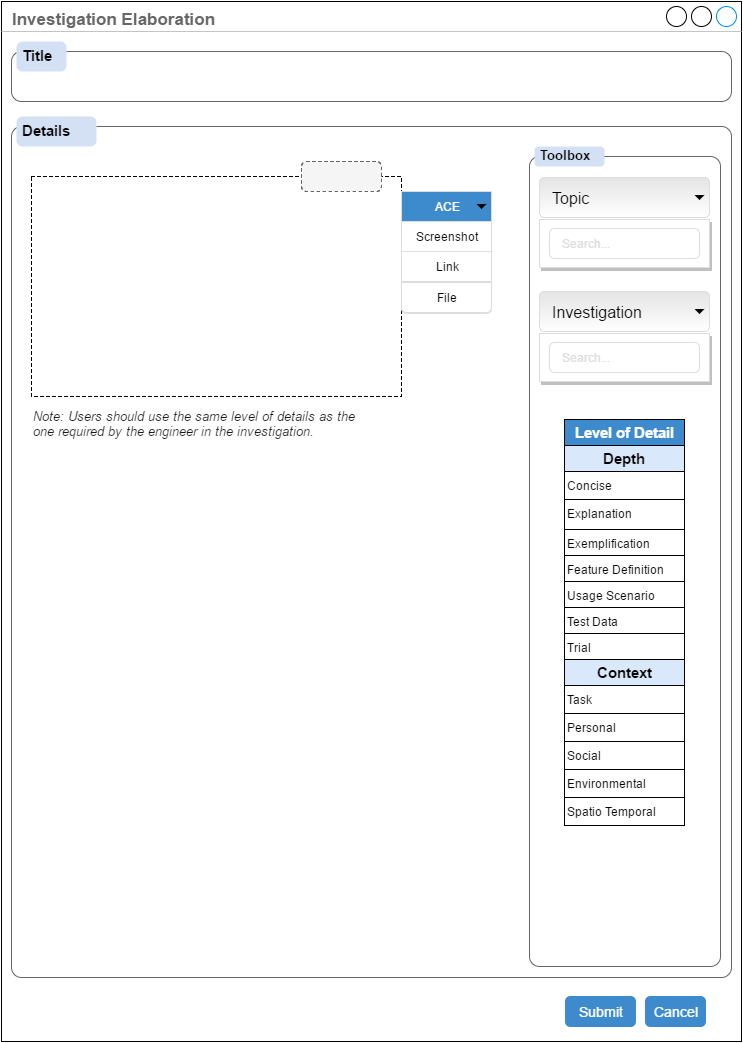 Investigation Elaboration
Title
Details
Toolbox
Topic
Search...
ACE
Screenshot
Link
File
Investigation
Search...
Note: Users should use the same level of details as the
one required by the engineer in the investigation.
Level of Detail
Depth
Concise
Explanation
Exemplification
Feature Definition
Usage Scenario
Test Data
Trial
Context
Task
Personal
Social
Environmental
Spatio Temporal
Submit
Cancel